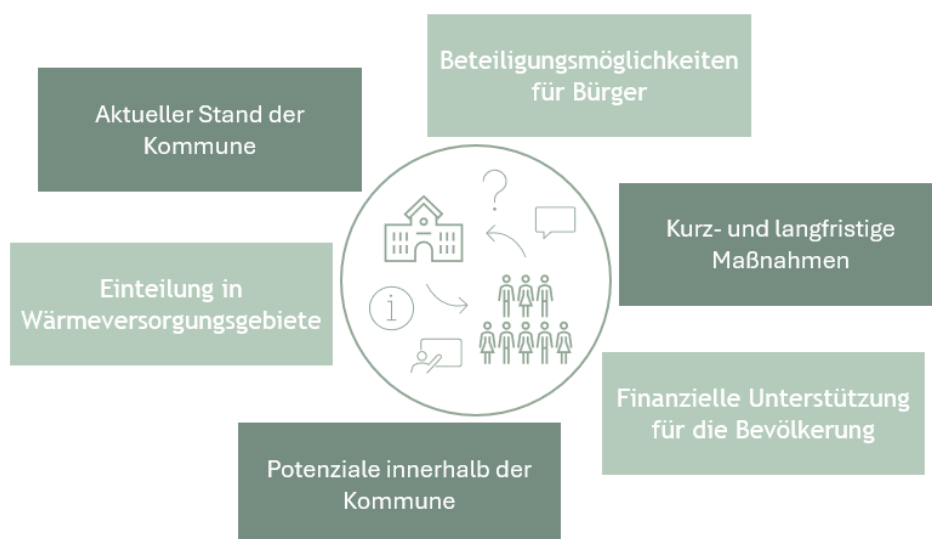 Beteiligungsmöglichkeiten
für Bürger
Aktueller Stand der
Kommune
Kurz- und langfristige
Maßnahmen
Einteilung in
Wärmeversorgungsgebiete
?
i
Finanzielle Unterstützung
für die Bevölkerung
Potenziale innerhalb der
Kommune